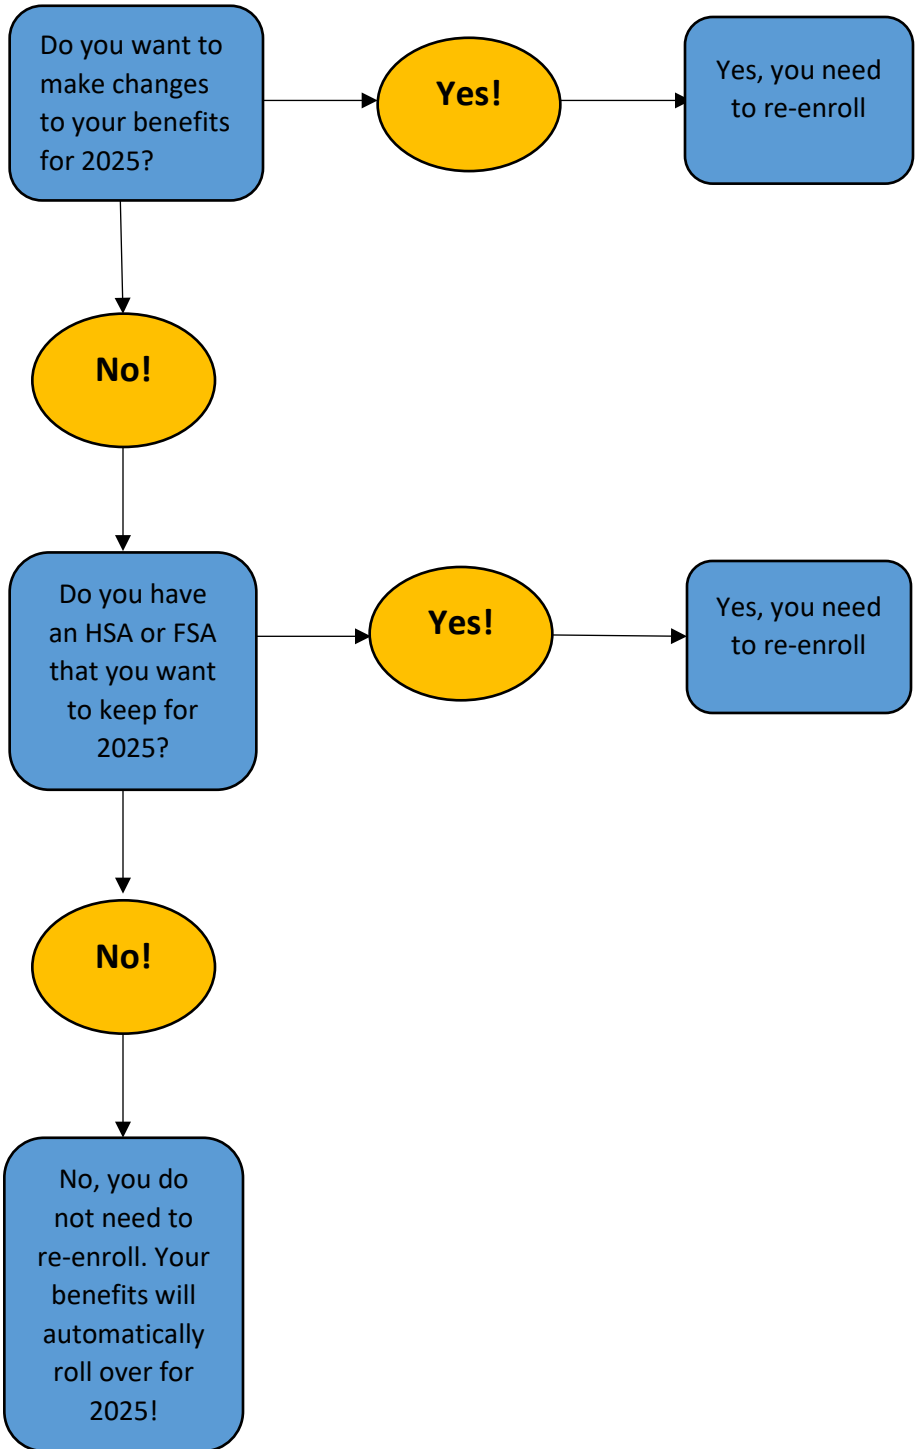 Do you want to
make changes
to your benefits
for 2025?
Yes!
Yes, you need
to re-enroll
No!
Do you have
an HSA or FSA
that you want
to keep for
2025?
Yes!
Yes, you need
to re-enroll
No!
No, you do
not need to
re-enroll. Your
benefits will
automatically
roll over for
2025!